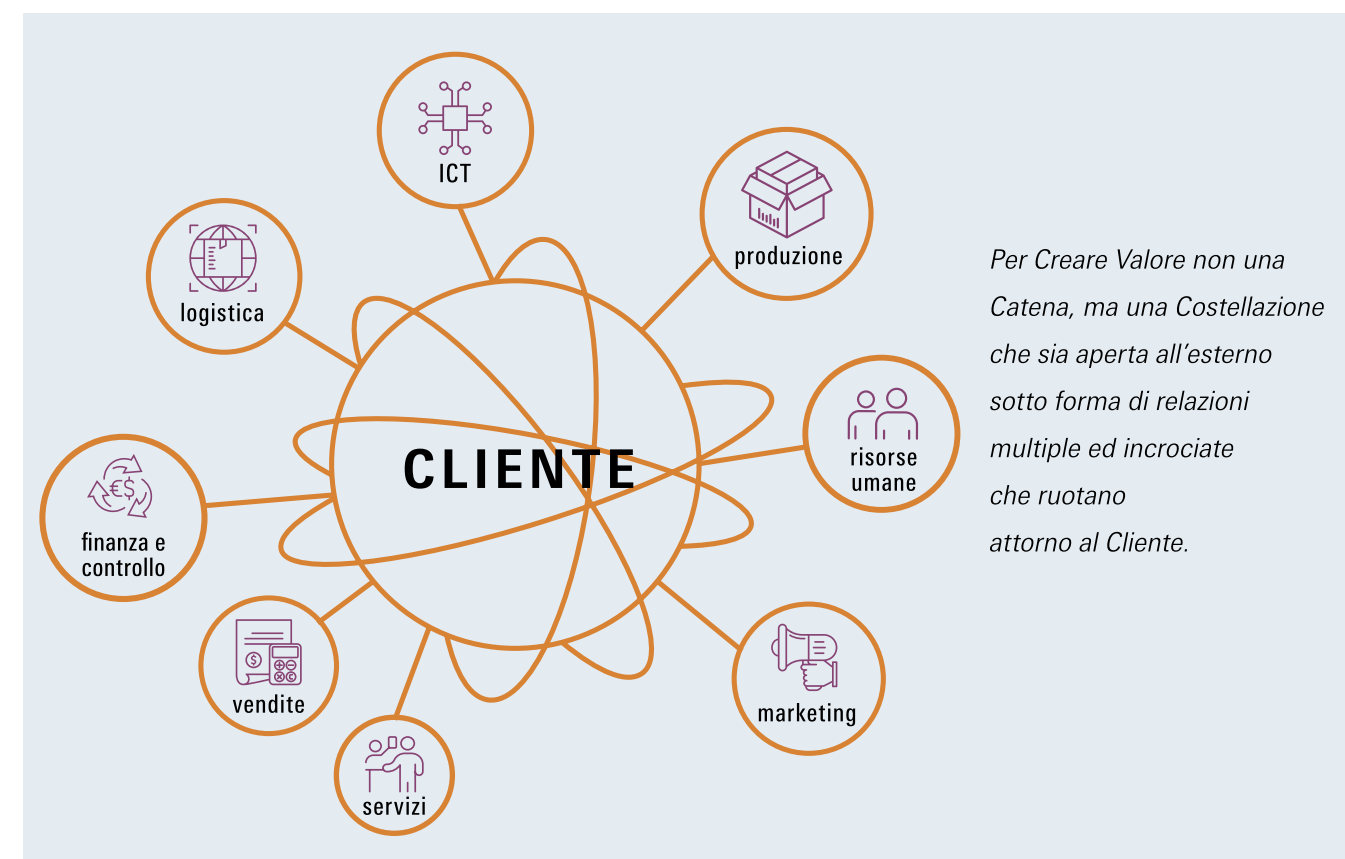 ICT
produzione
logistica
risorse
umane
CLIENTE
finanza e
controllo
vendite
servizi
marketing
€$
$
€
Per Creare Valore non una
Catena, ma una Costellazione
che sia aperta all'esterno
sotto forma di relazioni
multiple ed incrociate
che ruotano
attorno al Cliente.